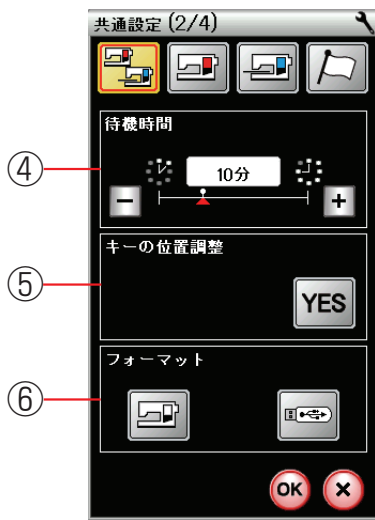 共通設定 (2/4)
④
待機時間
10分
− +
⑤
キーの位置調整
YES
⑥
フォーマット
OK ×